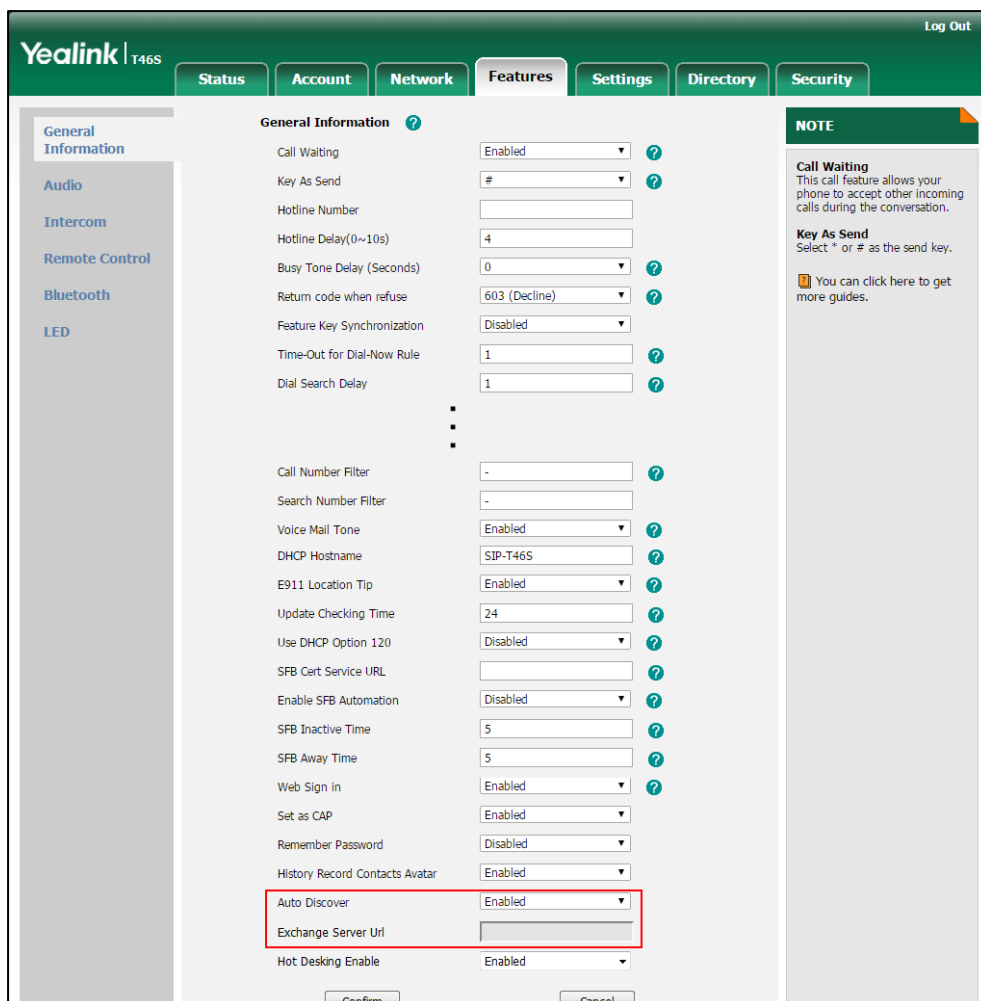 Log Out
Yealink T46S
Status Account Network Features Settings Directory Security
General
Information
Audio
Intercom
Remote Control
Bluetooth
LED
General Information ?
Call Waiting Enabled ?
Key As Send # ?
Hotline Number
Hotline Delay(0~10s) 4
Busy Tone Delay (Seconds) 0 ?
Return code when refuse 603 (Decline) ?
Feature Key Synchronization Disabled
Time-Out for Dial-Now Rule 1 ?
Dial Search Delay 1 ?
Call Number Filter - ?
Search Number Filter -
Voice Mail Tone Enabled ?
DHCP Hostname SIP-T46S ?
E911 Location Tip Enabled ?
Update Checking Time 24 ?
Use DHCP Option 120 Disabled ?
SFB Cert Service URL ?
Enable SFB Automation Disabled ?
SFB Inactive Time 5 ?
SFB Away Time 5 ?
Web Sign in Enabled ?
Set as CAP Enabled
Remember Password Disabled
History Record Contacts Avatar Enabled
Auto Discover Enabled
Exchange Server Url
Hot Desking Enable Enabled
Confirm Cancel
NOTE
Call Waiting
This call feature allows your
phone to accept other incoming
calls during the conversation.
Key As Send
Select * or # as the send key.
? You can click here to get
more guides.